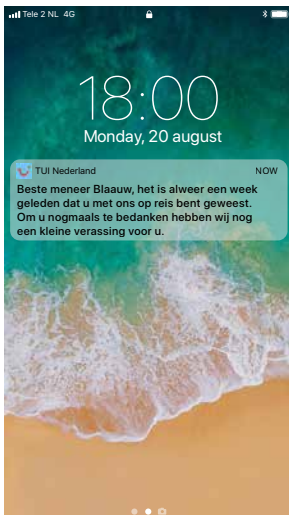 Tele 2 NL 4G
18:00
Monday, 20 august
TUI Nederland NOW
Beste meneer Blaauw, het is alweer een week
geleden dat u met ons op reis bent geweest.
Om u nogmaals te bedanken hebben wij nog
een kleine verassing voor u.